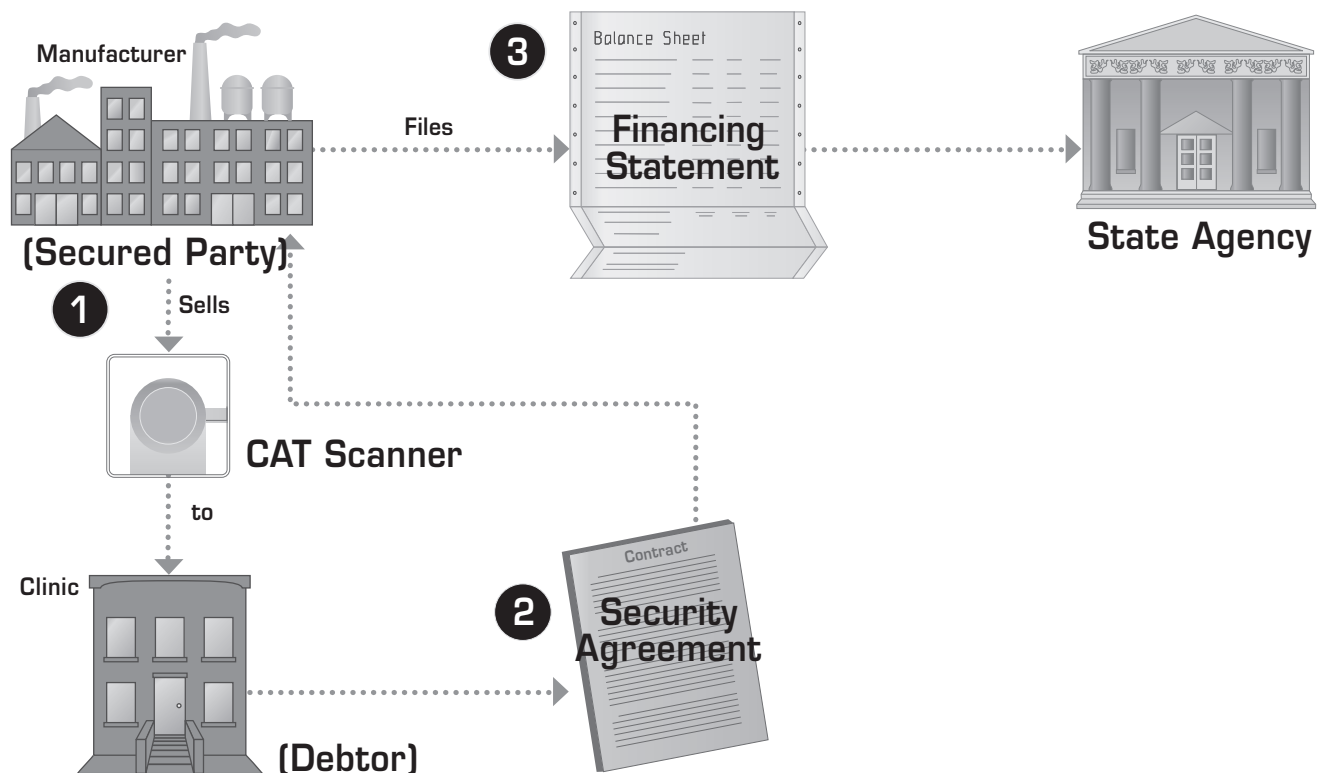 Manufacturer
(Secured Party)
1
Sells
CAT Scanner
to
Clinic
(Debtor)
2
Contract
Security
Agreement
3
Files
Balance Sheet
Financing
Statement
State Agency